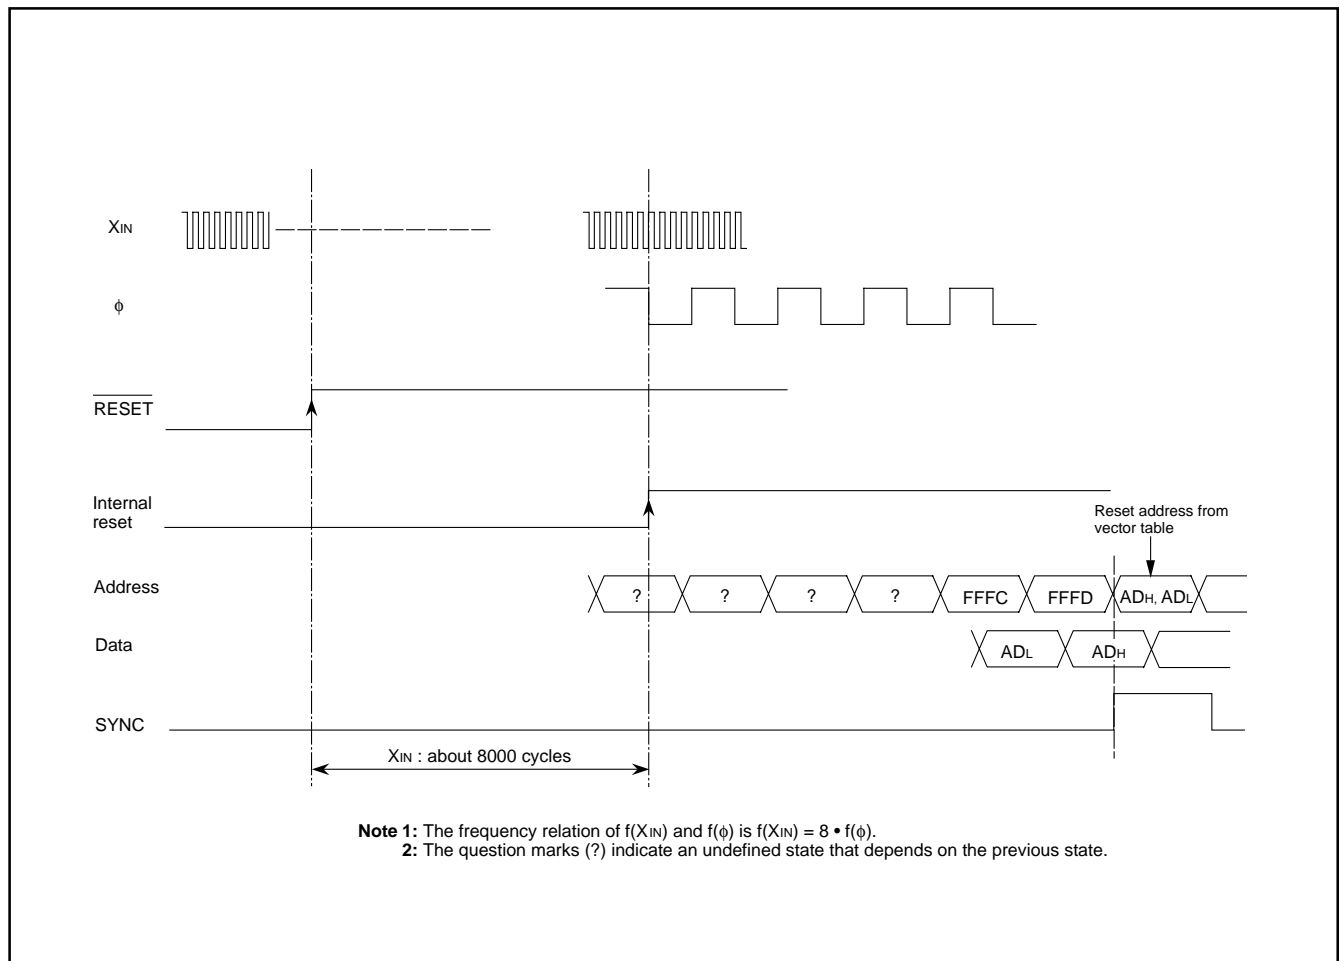 XIN
ϕ
RESET
Internal
reset
Reset address from
vector table
Address
? ? ? ? FFFC FFFD ADH, ADL
Data
ADL ADH
SYNC
XIN : about 8000 cycles
Note 1: The frequency relation of f(XIN) and f(ϕ) is f(XIN) = 8 • f(ϕ).
2: The question marks (?) indicate an undefined state that depends on the previous state.